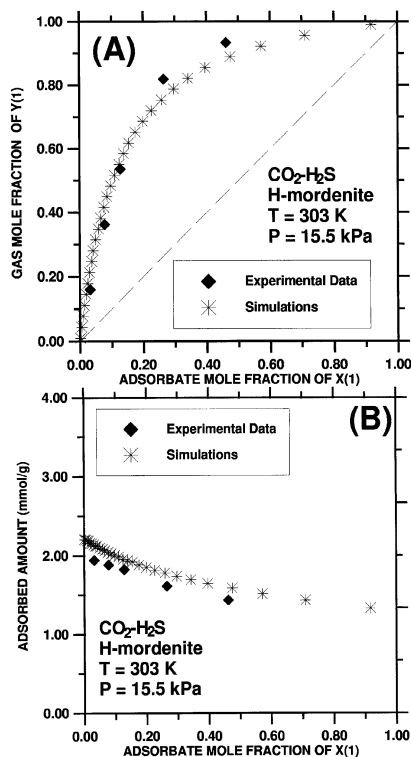 (A)
1.00
0.80
0.60
0.40
0.20
0.00
GAS MOLE FRACTION OF Y(1)
CO2-H2S
H-mordenite
T = 303 K
P = 15.5 kPa
Experimental Data
Simulations
0.00 0.20 0.40 0.60 0.80 1.00
ADSORBATE MOLE FRACTION OF X(1)
(B)
4.00
3.00
2.00
1.00
0.00
ADSORBED AMOUNT (mmol/g)
Experimental Data
Simulations
CO2-H2S
H-mordenite
T = 303 K
P = 15.5 kPa
0.00 0.20 0.40 0.60 0.80 1.00
ADSORBATE MOLE FRACTION OF X(1)